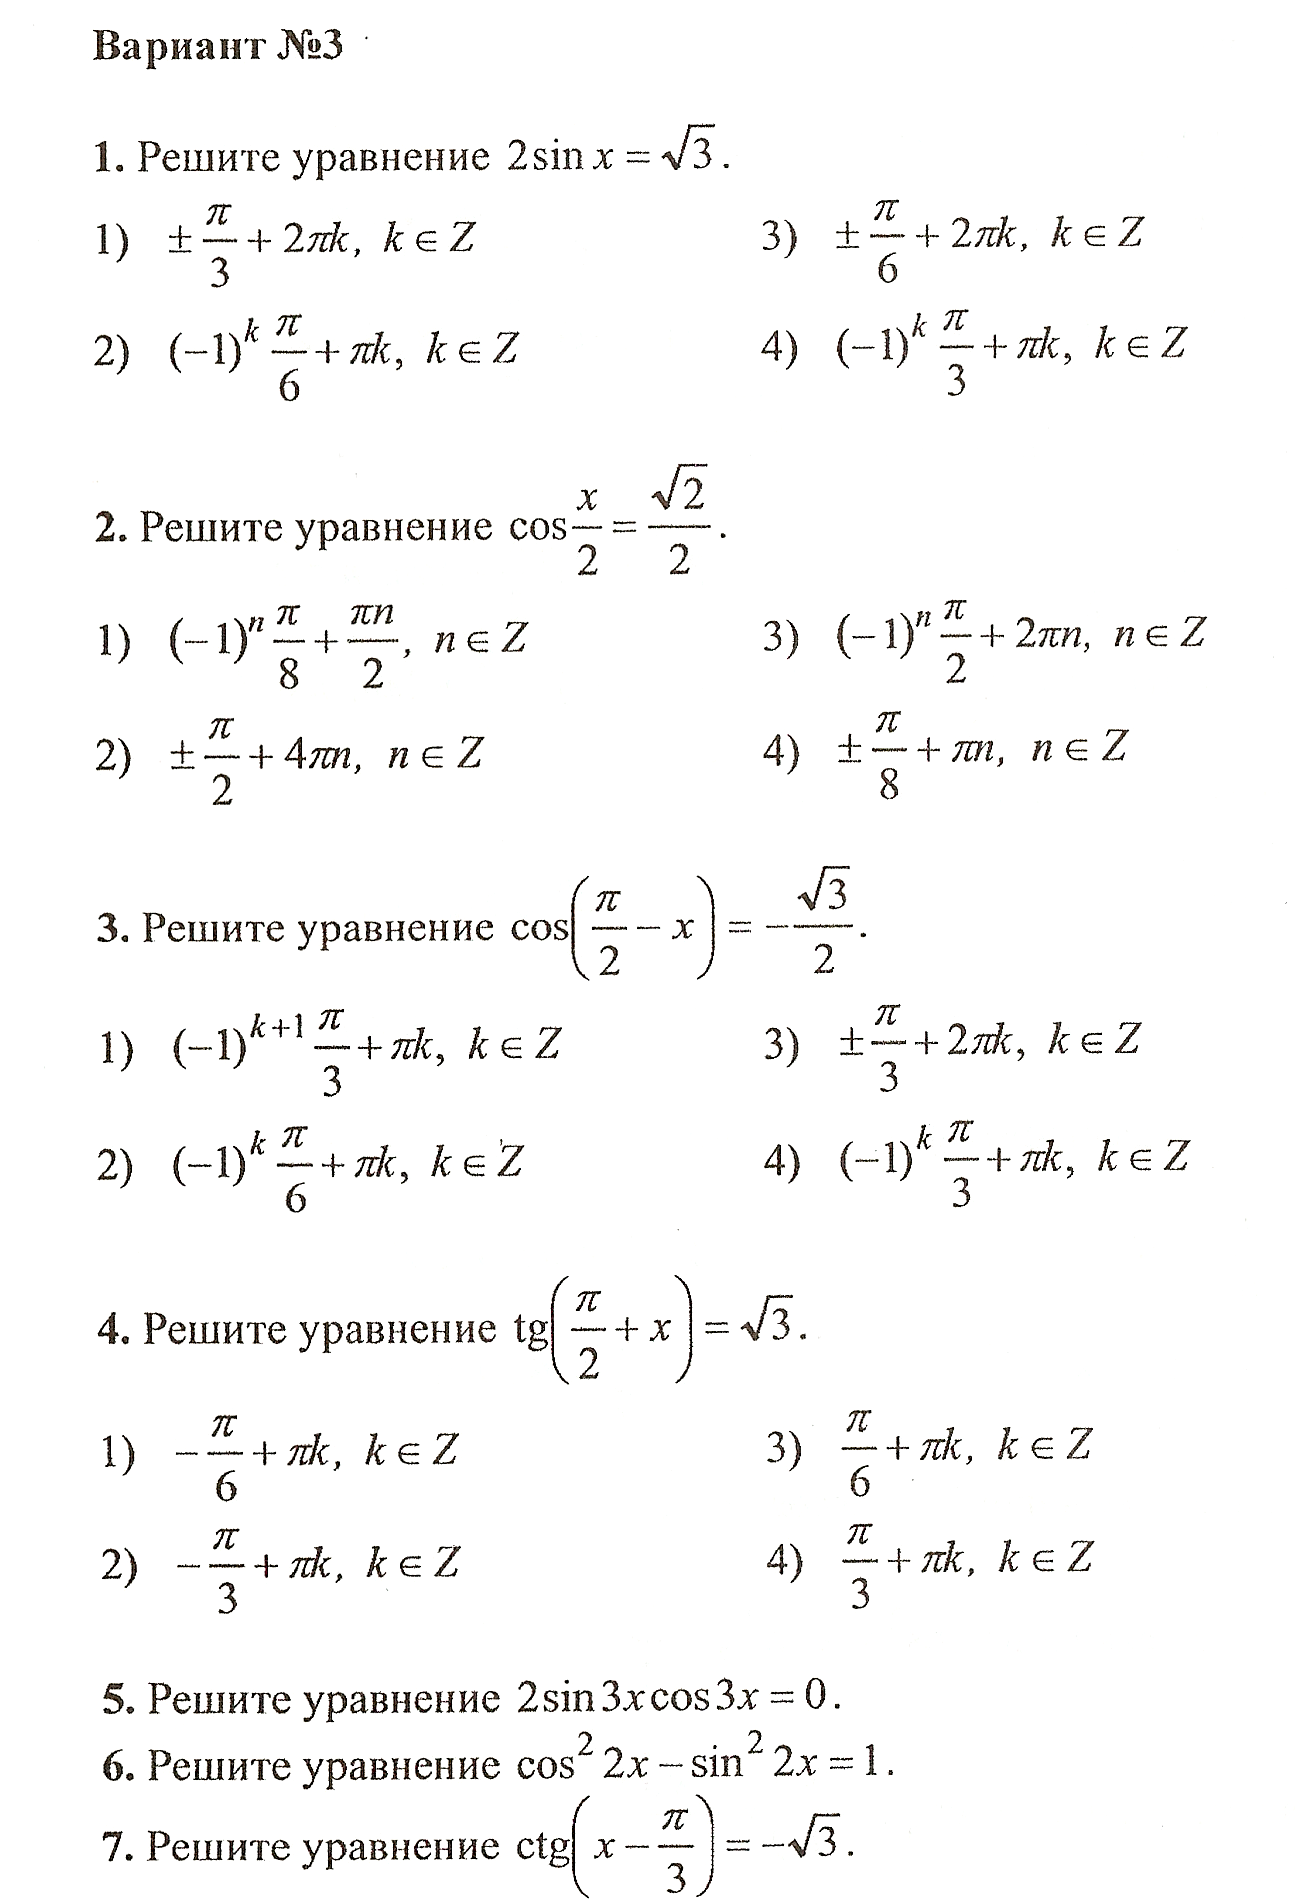 Вариант №3
1. Решите уравнение 2sin x = √3.
1) ±π/3 + 2πk, k ∈ Z    3) ±π/6 + 2πk, k ∈ Z
2) (−1)^k π/6 + πk, k ∈ Z    4) (−1)^k π/3 + πk, k ∈ Z
2. Решите уравнение cos x/2 = √2/2.
1) (−1)^n π/8 + πn/2, n ∈ Z    3) (−1)^n π/2 + 2πn, n ∈ Z
2) ±π/2 + 4πn, n ∈ Z    4) ±π/8 + πn, n ∈ Z
3. Решите уравнение cos(π/2 − x) = −√3/2.
1) (−1)^(k+1) π/3 + πk, k ∈ Z    3) ±π/3 + 2πk, k ∈ Z
2) (−1)^k π/6 + πk, k ∈ Z    4) (−1)^k π/3 + πk, k ∈ Z
4. Решите уравнение tg(π/2 + x) = √3.
1) −π/6 + πk, k ∈ Z    3) π/6 + πk, k ∈ Z
2) −π/3 + πk, k ∈ Z    4) π/3 + πk, k ∈ Z
5. Решите уравнение 2sin3xcos3x = 0.
6. Решите уравнение cos² 2x − sin² 2x = 1.
7. Решите уравнение ctg(x − π/3) = −√3.